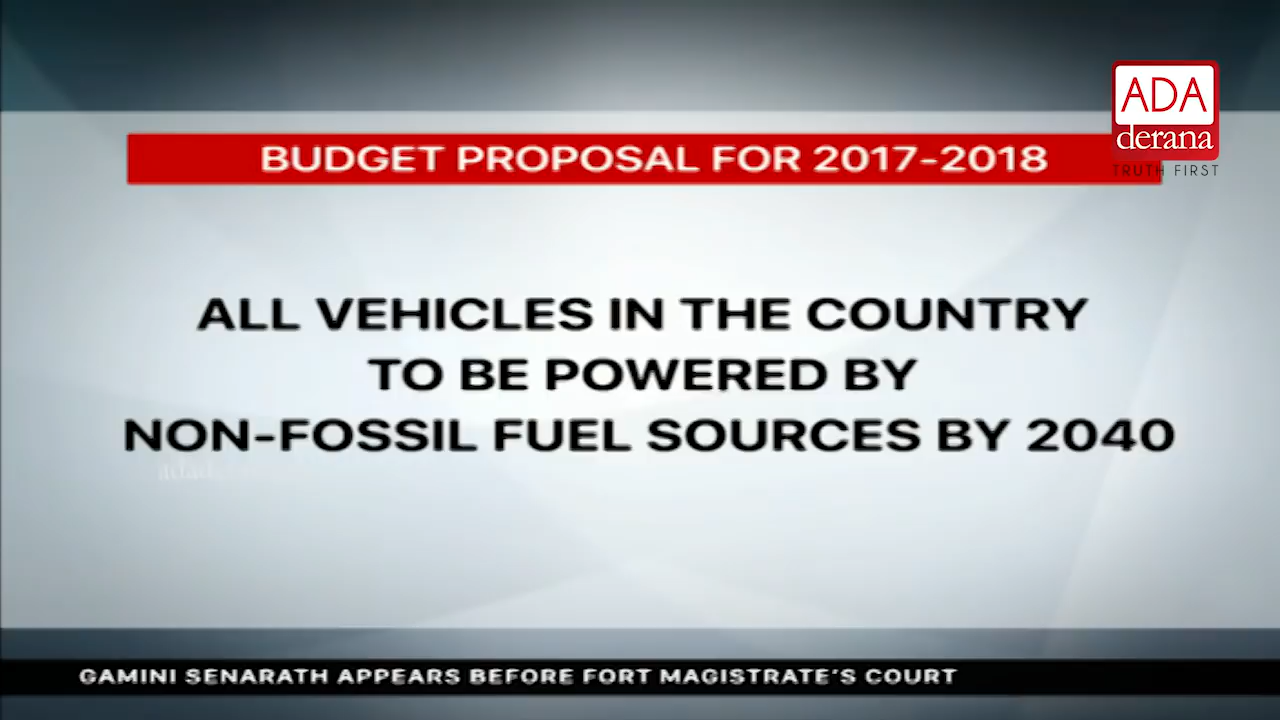 ADA
derana
TRUTH FIRST
BUDGET PROPOSAL FOR 2017-2018
ALL VEHICLES IN THE COUNTRY
TO BE POWERED BY
NON-FOSSIL FUEL SOURCES BY 2040
GAMINI SENARATH APPEARS BEFORE FORT MAGISTRATE'S COURT